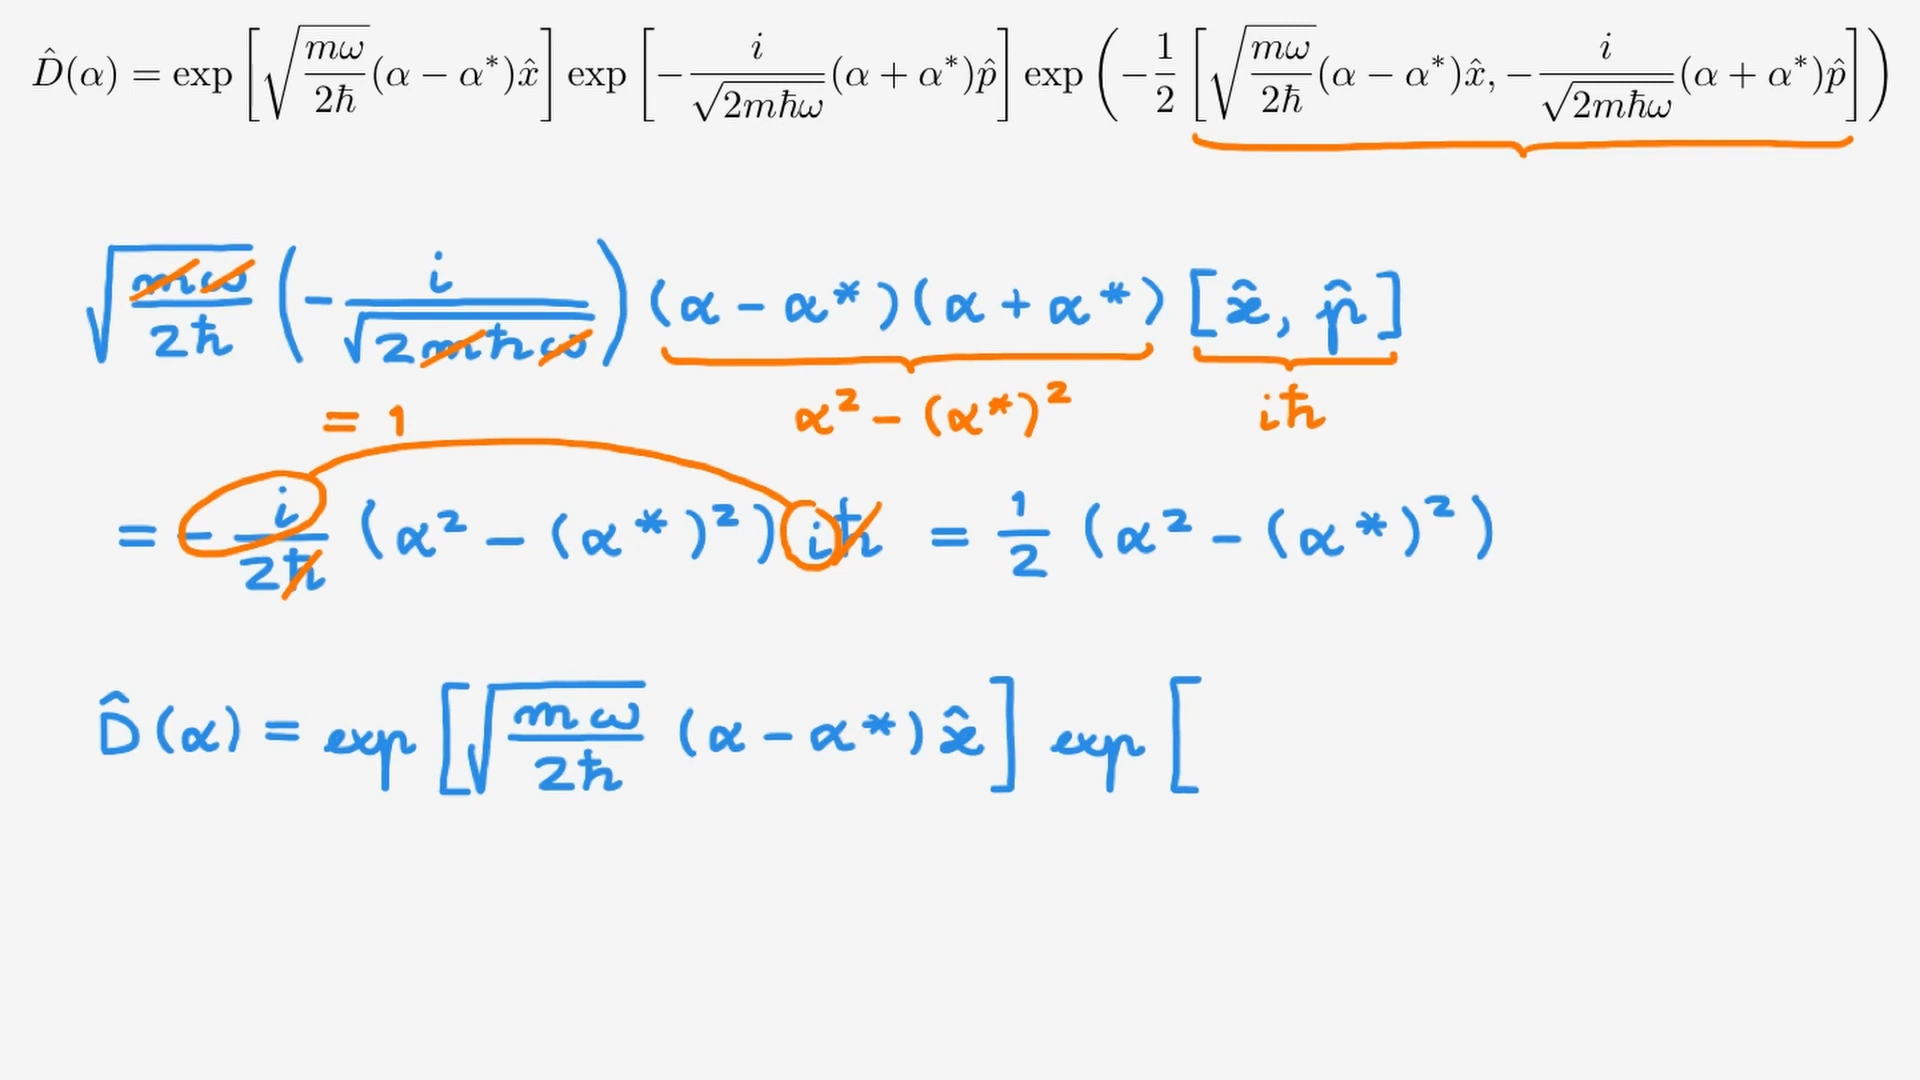 D̂(α) = exp [√(mω/2ħ) (α − α*)x̂] exp [−i/√(2mħω) (α + α*)p̂] exp (−1/2 [√(mω/2ħ) (α − α*)x̂, −i/√(2mħω) (α + α*)p̂])
√(mω/2ħ) (−i/√(2mħω)) (α − α*)(α + α*) [x̂, p̂]
= 1 α² − (α*)² iħ
= −i/2ħ (α² − (α*)²) iħ = 1/2 (α² − (α*)²)
D̂(α) = exp [√(mω/2ħ) (α − α*) x̂] exp [